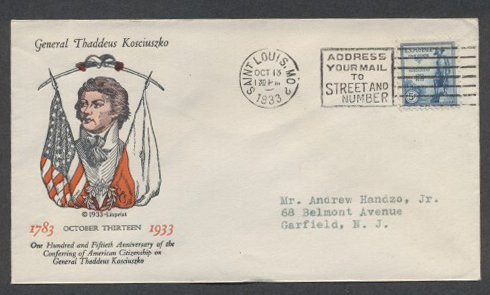 General Thaddeus Kosciuszko
© 1933-Linprint
1783 OCTOBER THIRTEEN 1933
One Hundred and Fiftieth Anniversary of the
Conferring of American Citizenship on
General Thaddeus Kosciuszko
SAINT LOUIS, MO.
OCT 13
1933
ADDRESS
YOUR MAIL
TO
STREET AND
NUMBER
5
Mr. Andrew Handzo, Jr.
68 Belmont Avenue
Garfield, N. J.